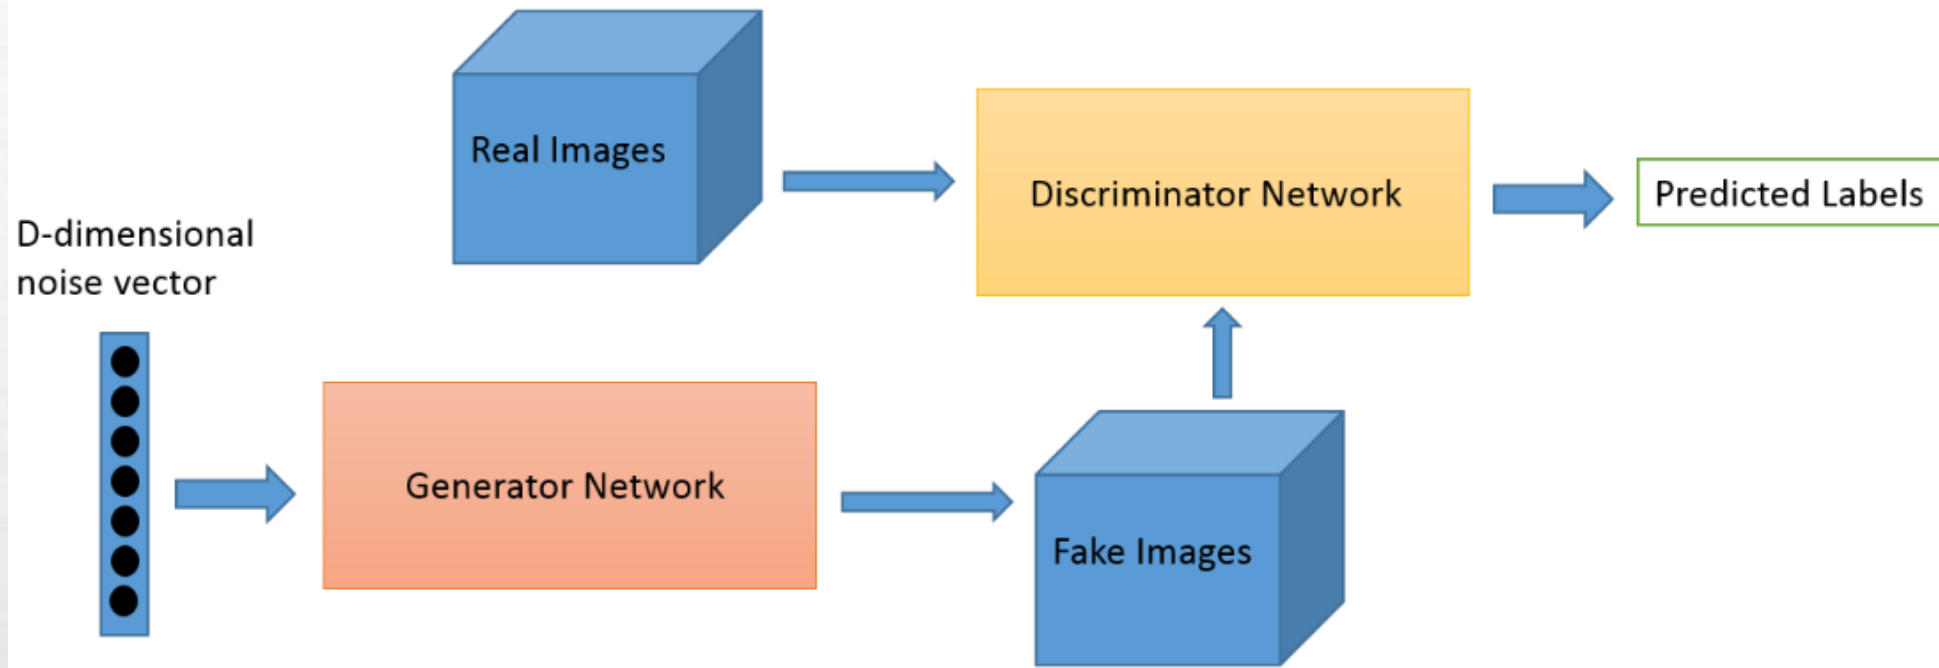 Real Images
Discriminator Network
Predicted Labels
D-dimensional
noise vector
Generator Network
Fake Images